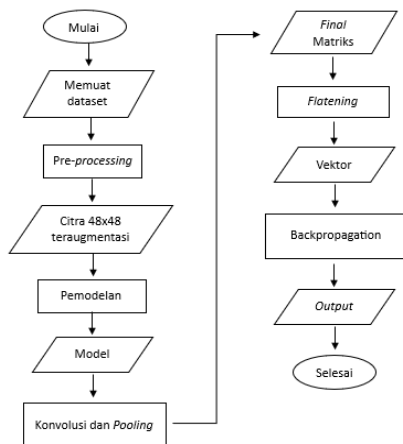 Mulai
Memuat
dataset
Pre-processing
Citra 48x48
teraugmentasi
Pemodelan
Model
Konvolusi dan Pooling
Final
Matriks
Flatening
Vektor
Backpropagation
Output
Selesai